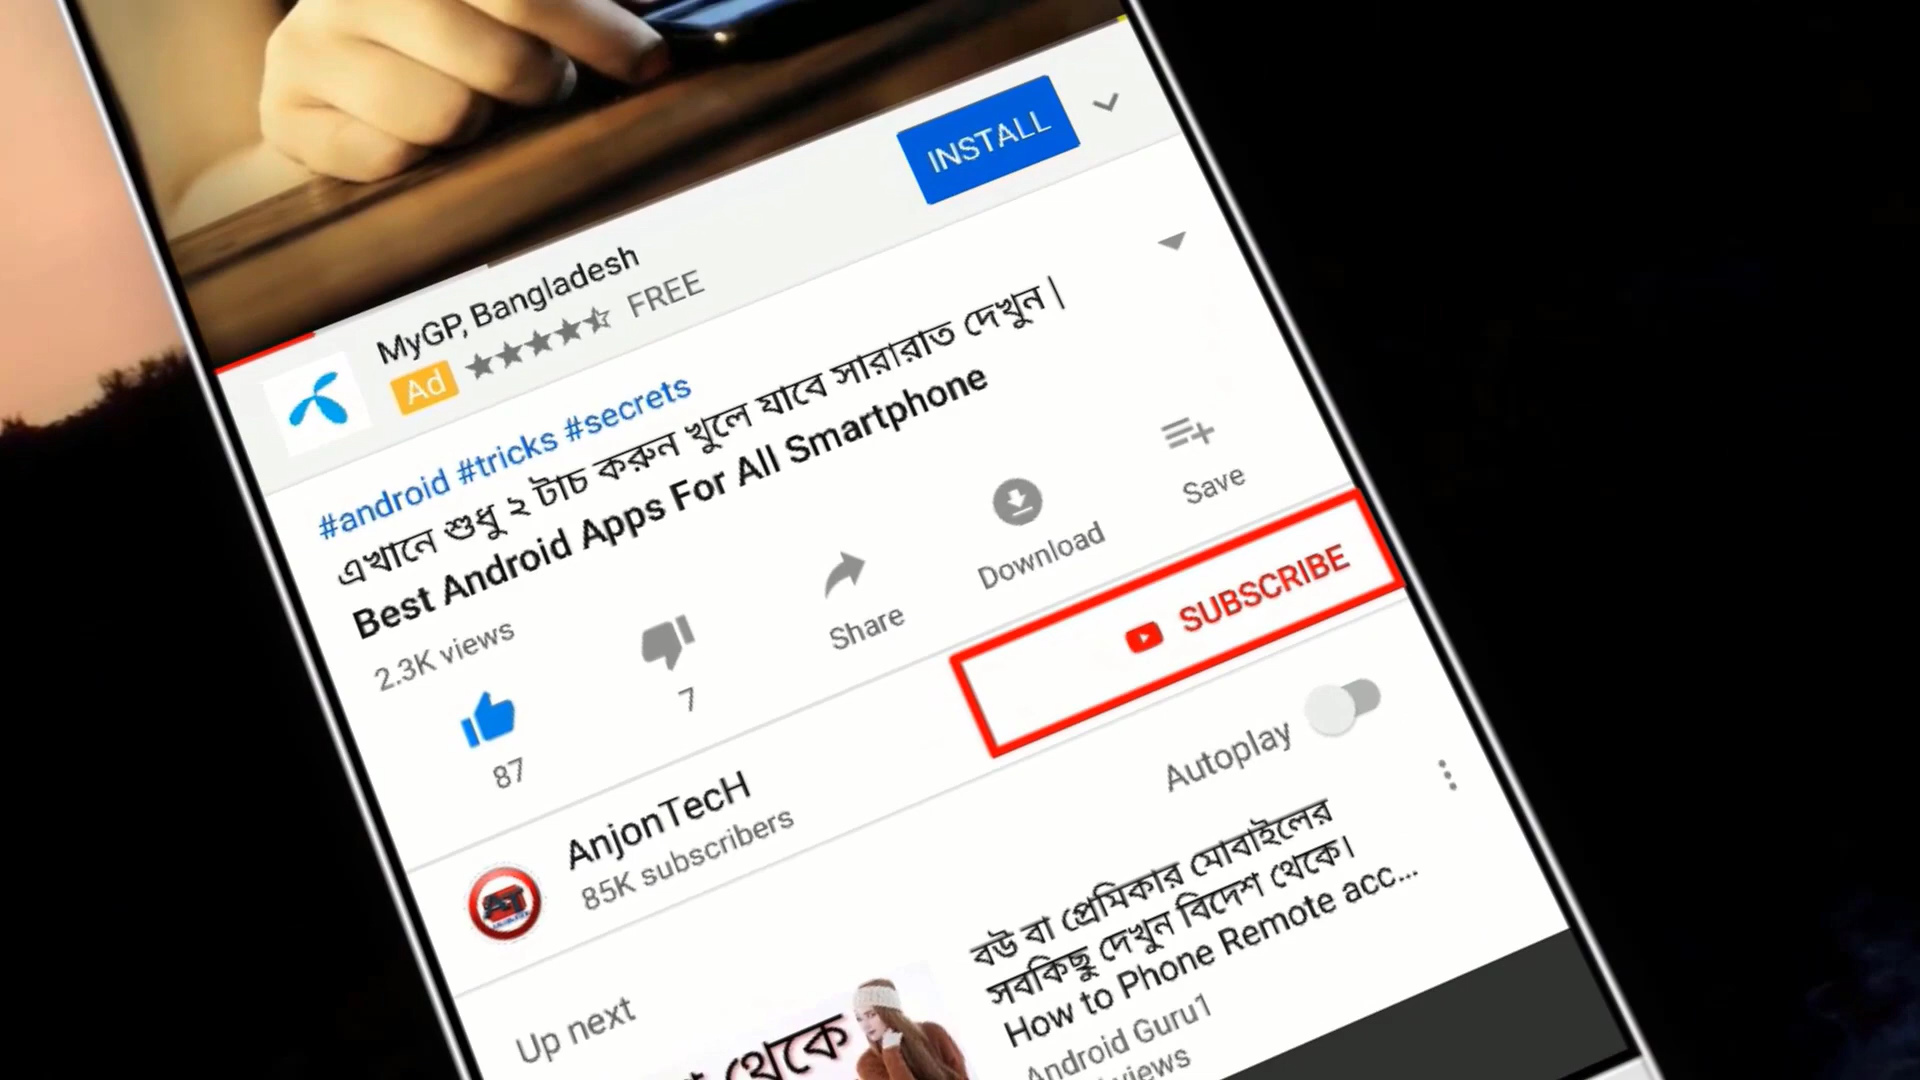 INSTALL
MyGP, Bangladesh
Ad
FREE
#android #tricks #secrets
এখানে শুধু ২ টাচ করুন খুলে যাবে সারারাত দেখুন |
Best Android Apps For All Smartphone
2.3K views
87
7
Share
Download
Save
AnjonTecH
85K subscribers
SUBSCRIBE
Autoplay
Up next
বউ বা প্রেমিকার মোবাইলের
সবকিছু দেখুন বিদেশ থেকে।
How to Phone Remote acc...
Android Guru1
views
থেকে
AT